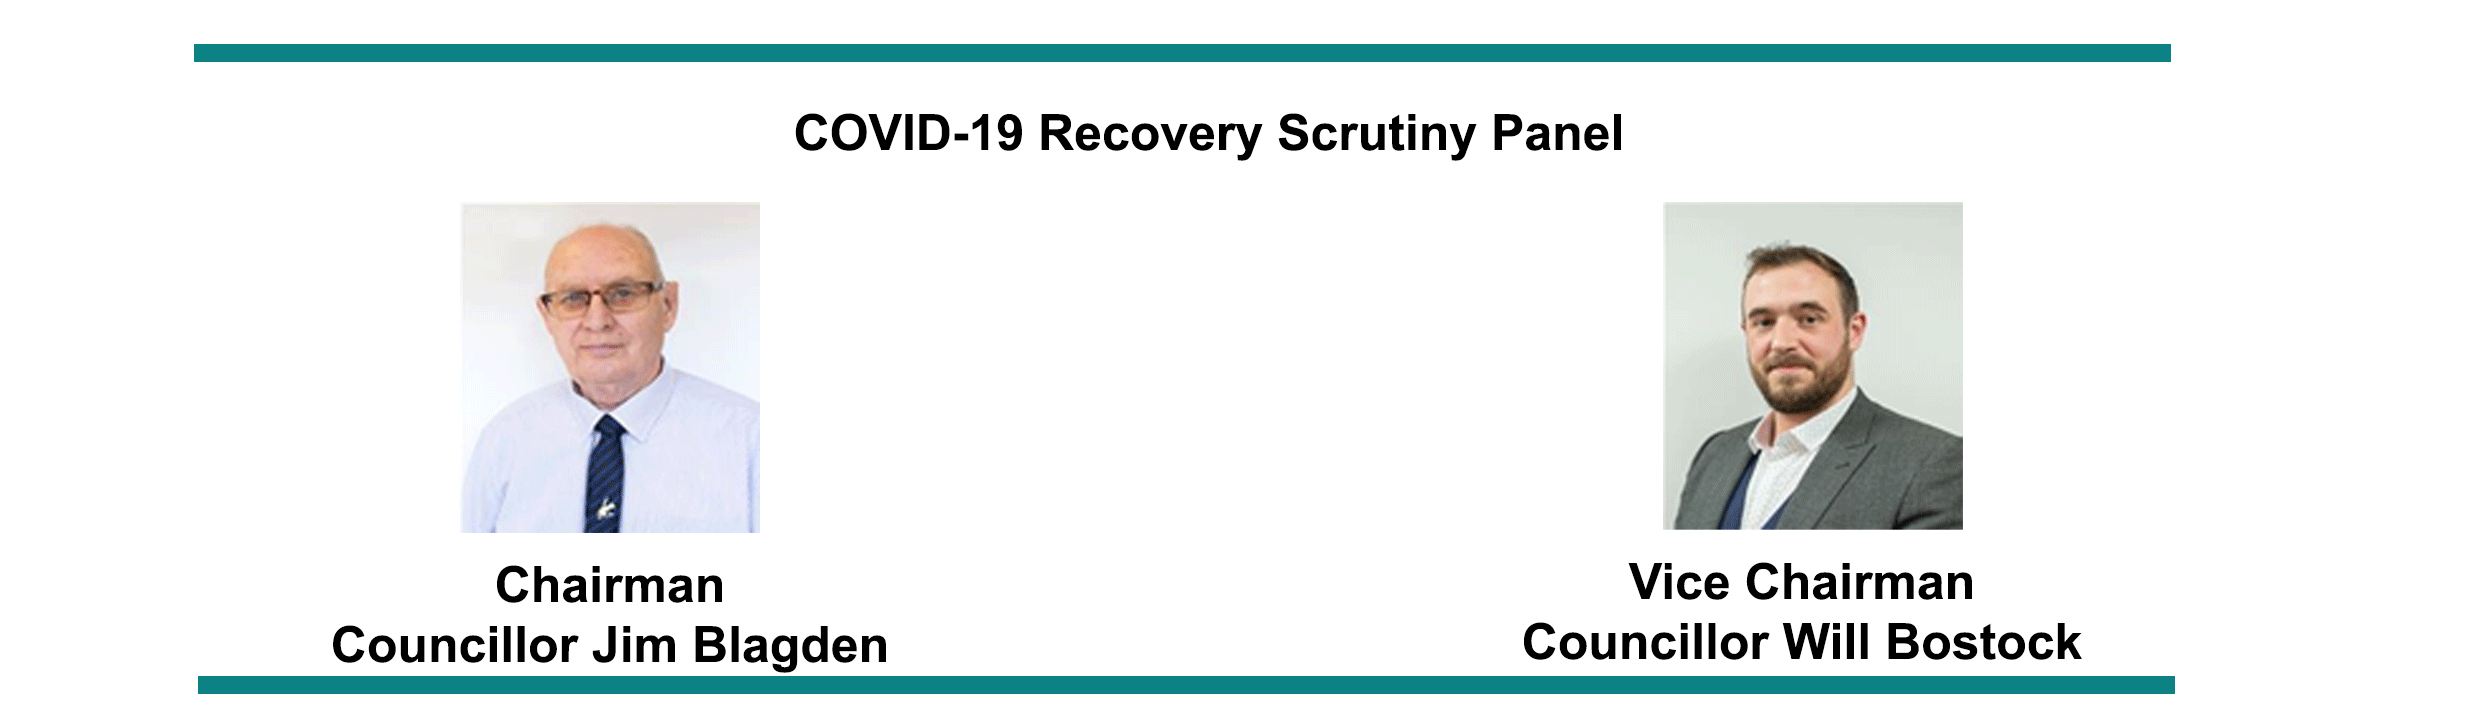 COVID-19 Recovery Scrutiny Panel
Chairman
Councillor Jim Blagden
Vice Chairman
Councillor Will Bostock